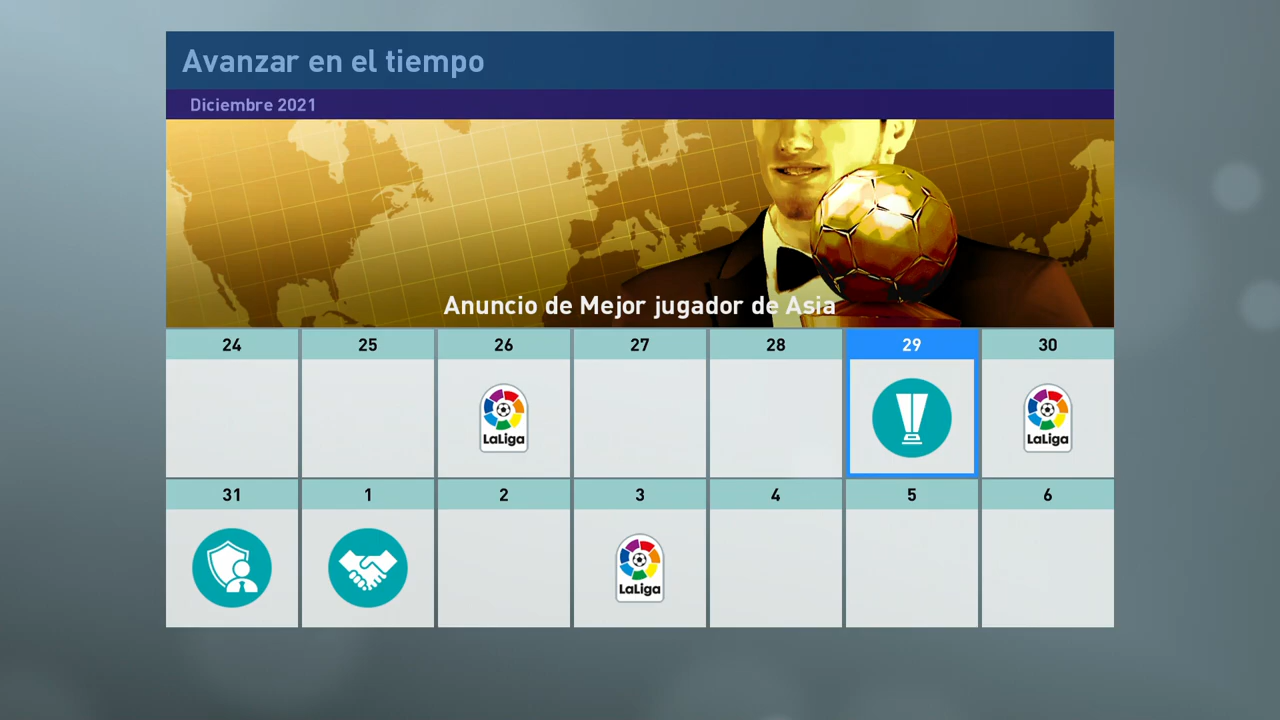 Avanzar en el tiempo
Diciembre 2021
Anuncio de Mejor jugador de Asia
24 25 26 27 28 29 30
LaLiga LaLiga
31 1 2 3 4 5 6
LaLiga